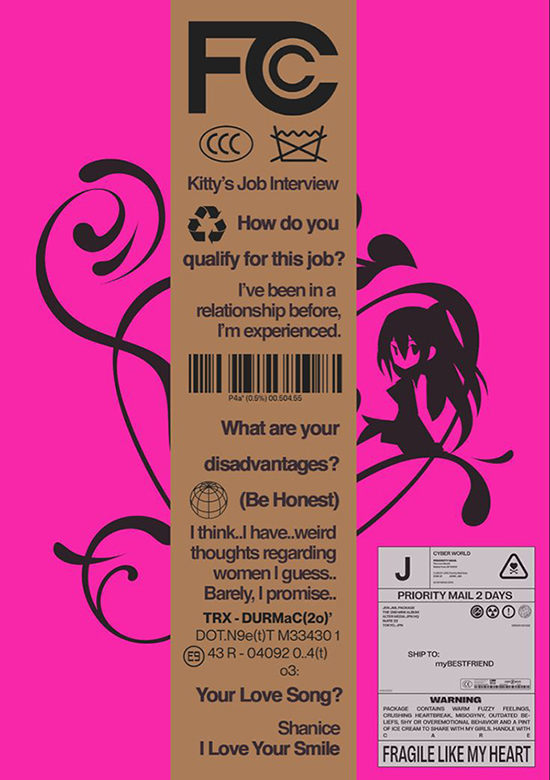 FCC
CCC
Kitty's Job Interview
How do you
qualify for this job?
I've been in a
relationship before,
I'm experienced.
P4a* (0.5%) 00.504.55
What are your
disadvantages?
(Be Honest)
I think..I have..weird
thoughts regarding
women I guess..
Barely, I promise..
TRX - DURMaC(2o)'
DOT.N9e(t)T M33430 1
E9 43 R - 04092 0..4(t)
o3:
Your Love Song?
Shanice
I Love Your Smile
J
CYBER WORLD
PRIORITY MAIL 2 DAYS
SHIP TO:
myBESTFRIEND
WARNING
PACKAGE CONTAINS WARM FUZZY FEELINGS,
CRUSHING HEARTBREAK, MISOGYNY, OUTDATED BE-
LIEFS, SHY OR OVEREMOTIONAL BEHAVIOR AND A PINT
OF ICE CREAM TO SHARE WITH MY GIRLS, HANDLE WITH
C A R E
FRAGILE LIKE MY HEART